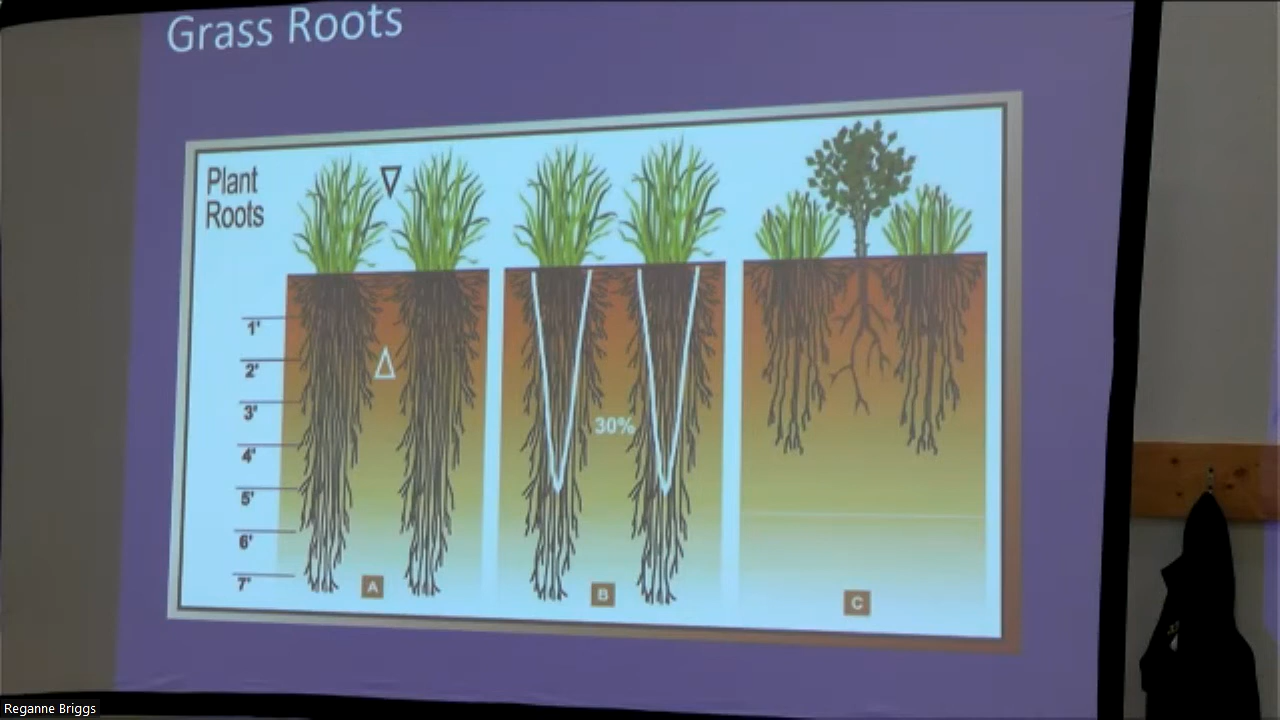 Grass Roots
Plant
Roots
1'
2'
3'
4'
5'
6'
7'
30%
A
B
C
Reganne Briggs